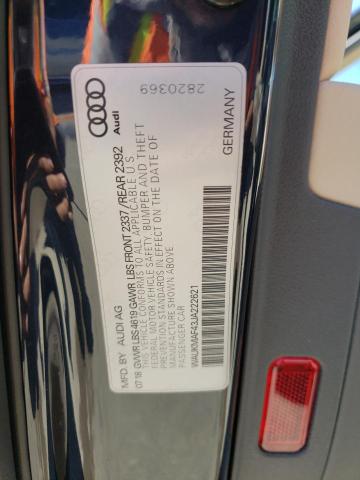 Audi
2820369
MFD. BY AUDI AG
07 18 GVWR LBS 4619 GAWR LBS FRONT 2337 / REAR 2392
THIS VEHICLE CONFORMS TO ALL APPLICABLE U S
FEDERAL MOTOR VEHICLE SAFETY, BUMPER AND THEFT
PREVENTION STANDARDS IN EFFECT ON THE DATE OF
MANUFACTURE SHOWN ABOVE
PASSENGER CAR
GERMANY
WAUKMAF43JA222621